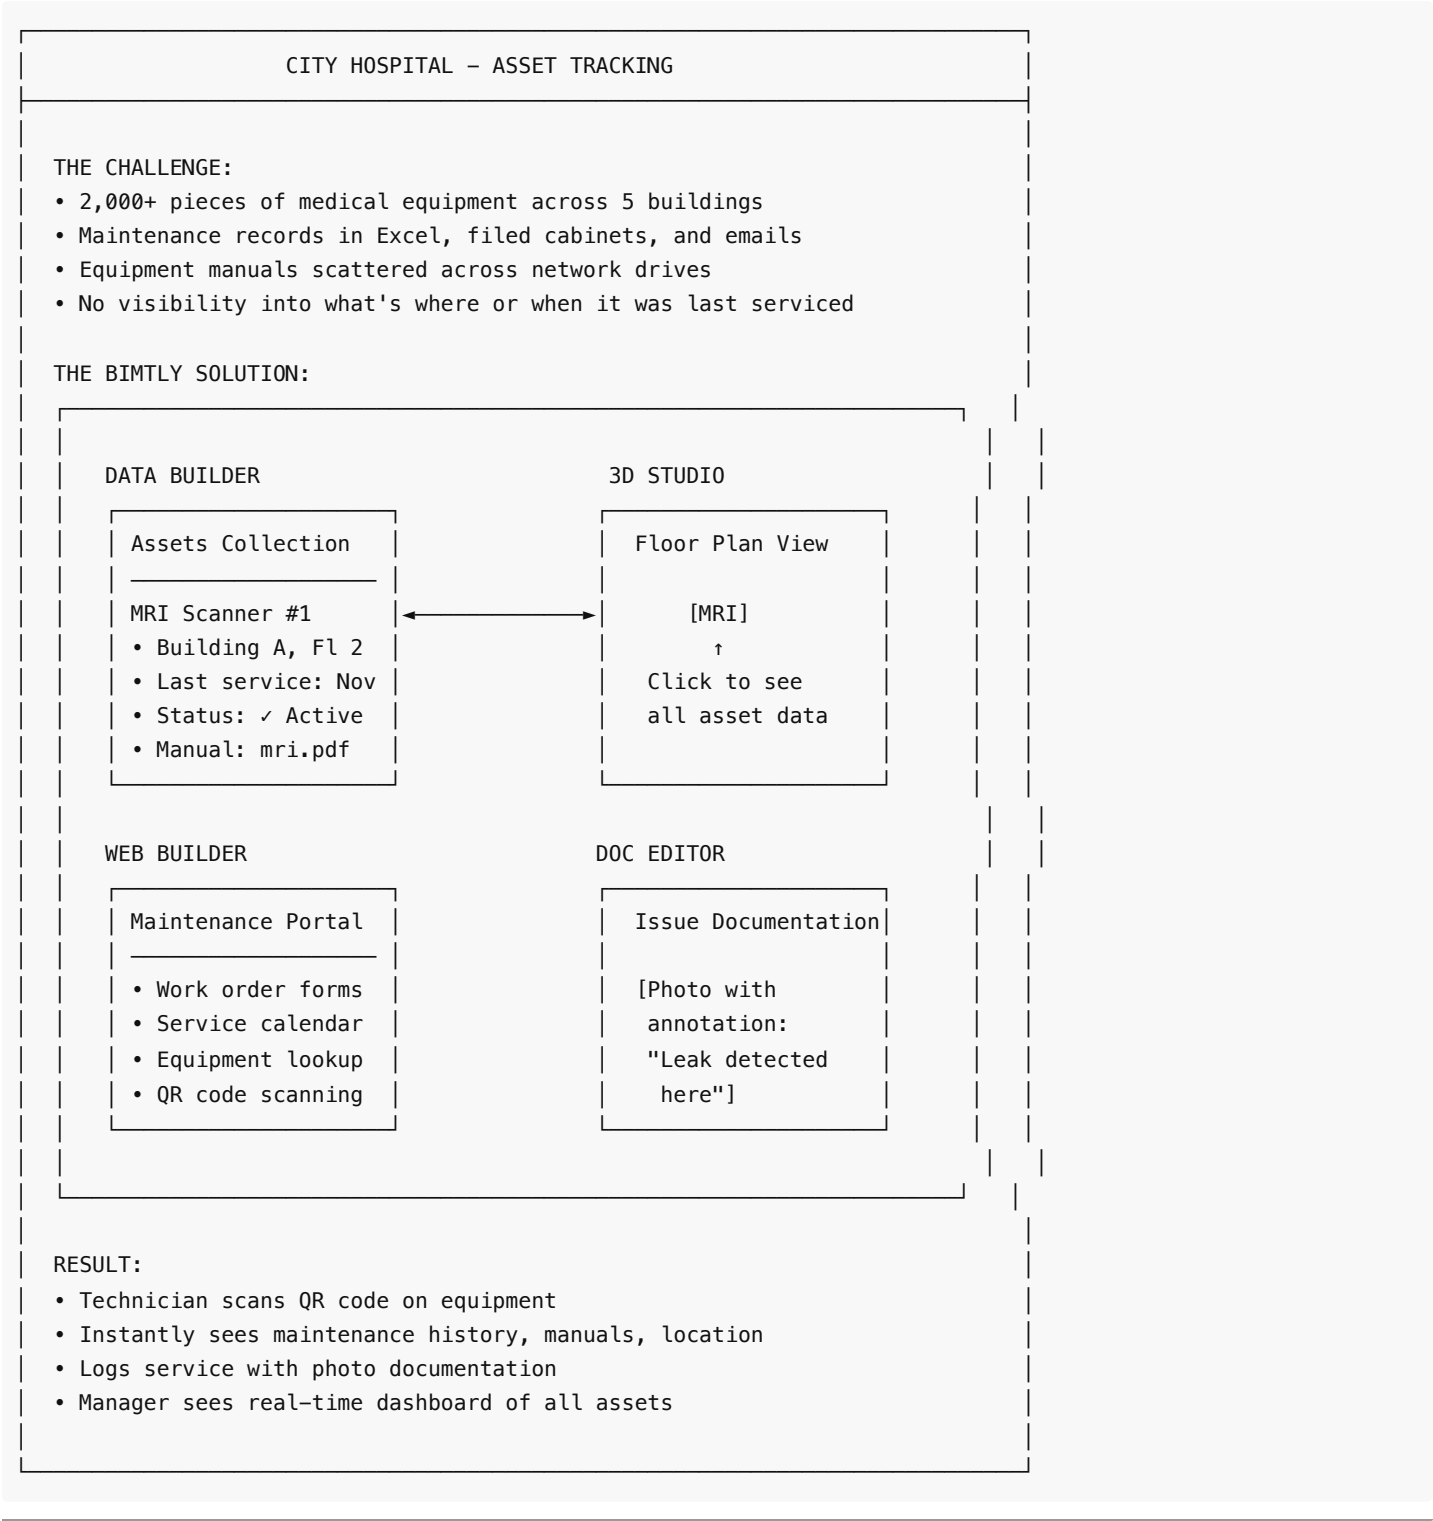 CITY HOSPITAL – ASSET TRACKING
THE CHALLENGE:
• 2,000+ pieces of medical equipment across 5 buildings
• Maintenance records in Excel, filed cabinets, and emails
• Equipment manuals scattered across network drives
• No visibility into what's where or when it was last serviced
THE BIMTLY SOLUTION:
DATA BUILDER
Assets Collection
MRI Scanner #1
• Building A, Fl 2
• Last service: Nov
• Status: ✓ Active
• Manual: mri.pdf
3D STUDIO
Floor Plan View
[MRI]
↑
Click to see
all asset data
WEB BUILDER
Maintenance Portal
• Work order forms
• Service calendar
• Equipment lookup
• QR code scanning
DOC EDITOR
Issue Documentation
[Photo with
annotation:
"Leak detected
here"]
RESULT:
• Technician scans QR code on equipment
• Instantly sees maintenance history, manuals, location
• Logs service with photo documentation
• Manager sees real–time dashboard of all assets